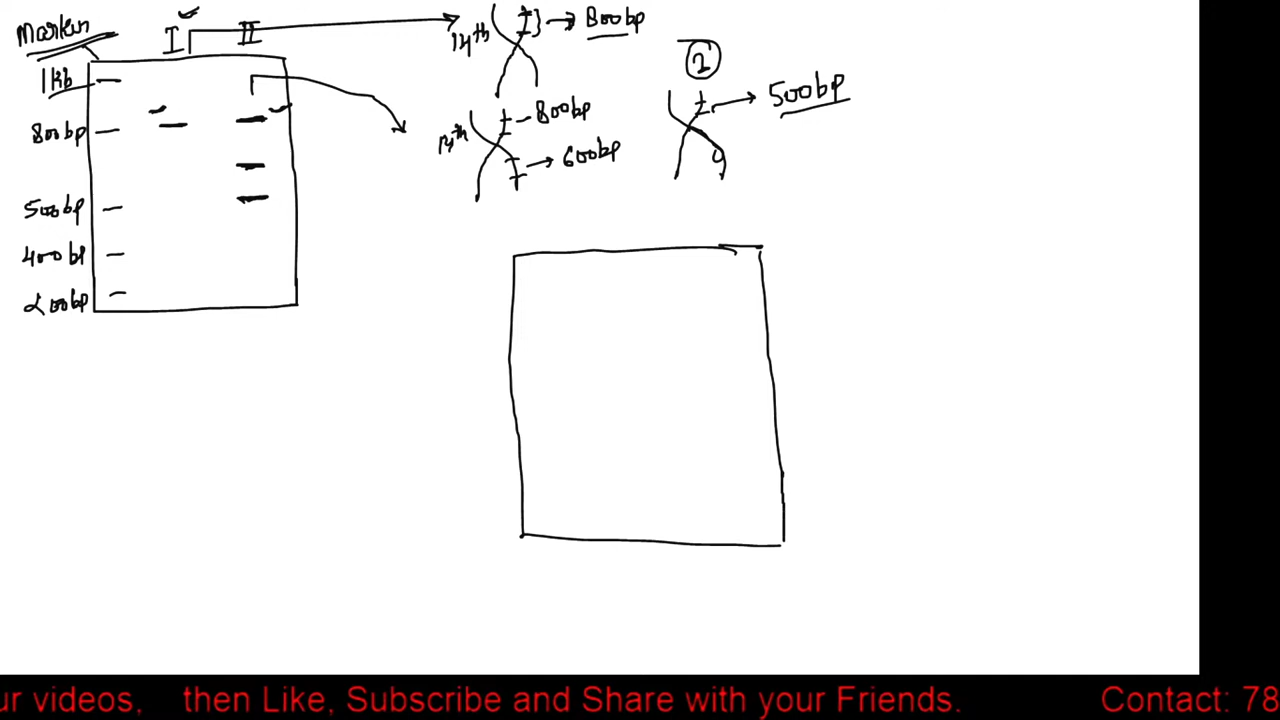 Marker
I II
1kb
800bp
500bp
400bp
200bp
14th → 800bp
14th - 800bp
→ 600bp
2
→ 500bp
ur videos, then Like, Subscribe and Share with your Friends. Contact: 78